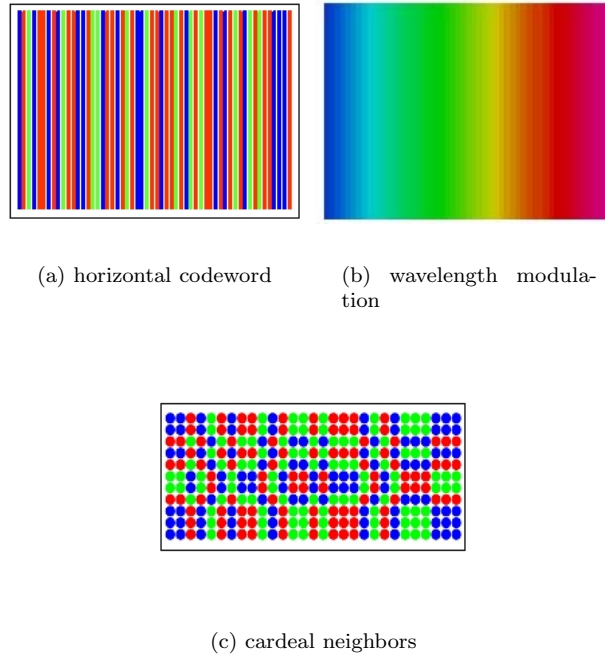 (a) horizontal codeword
(b) wavelength modula-
tion
(c) cardeal neighbors